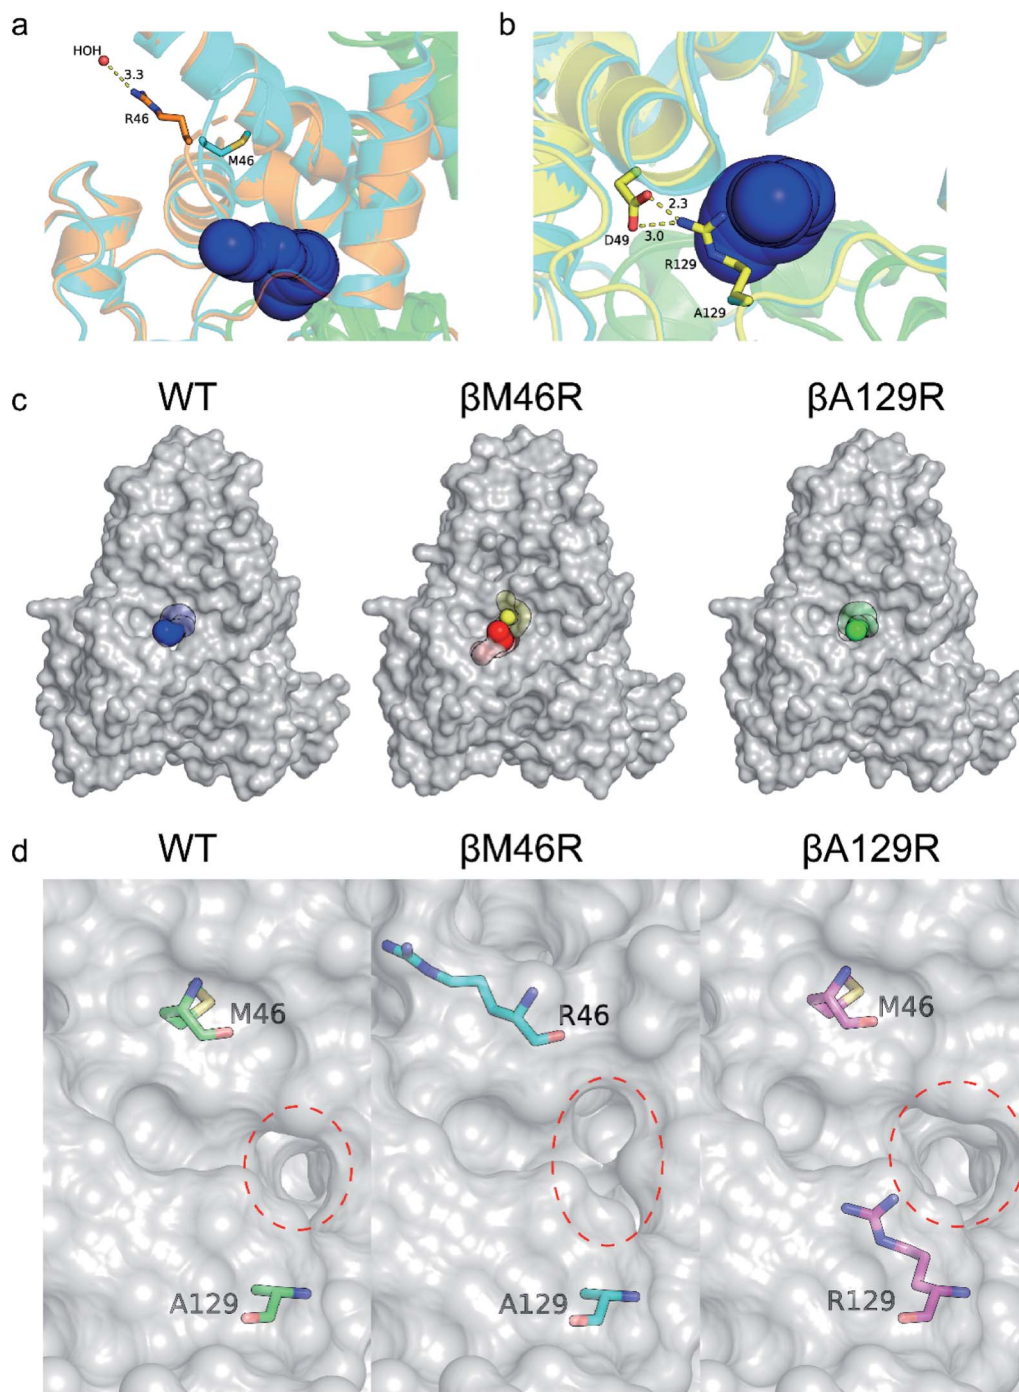 a
HOH
3.3
R46
M46
b
2.3
D49
3.0
R129
A129
c
WT
βM46R
βA129R
d
WT
βM46R
βA129R
M46
R46
M46
A129
A129
R129